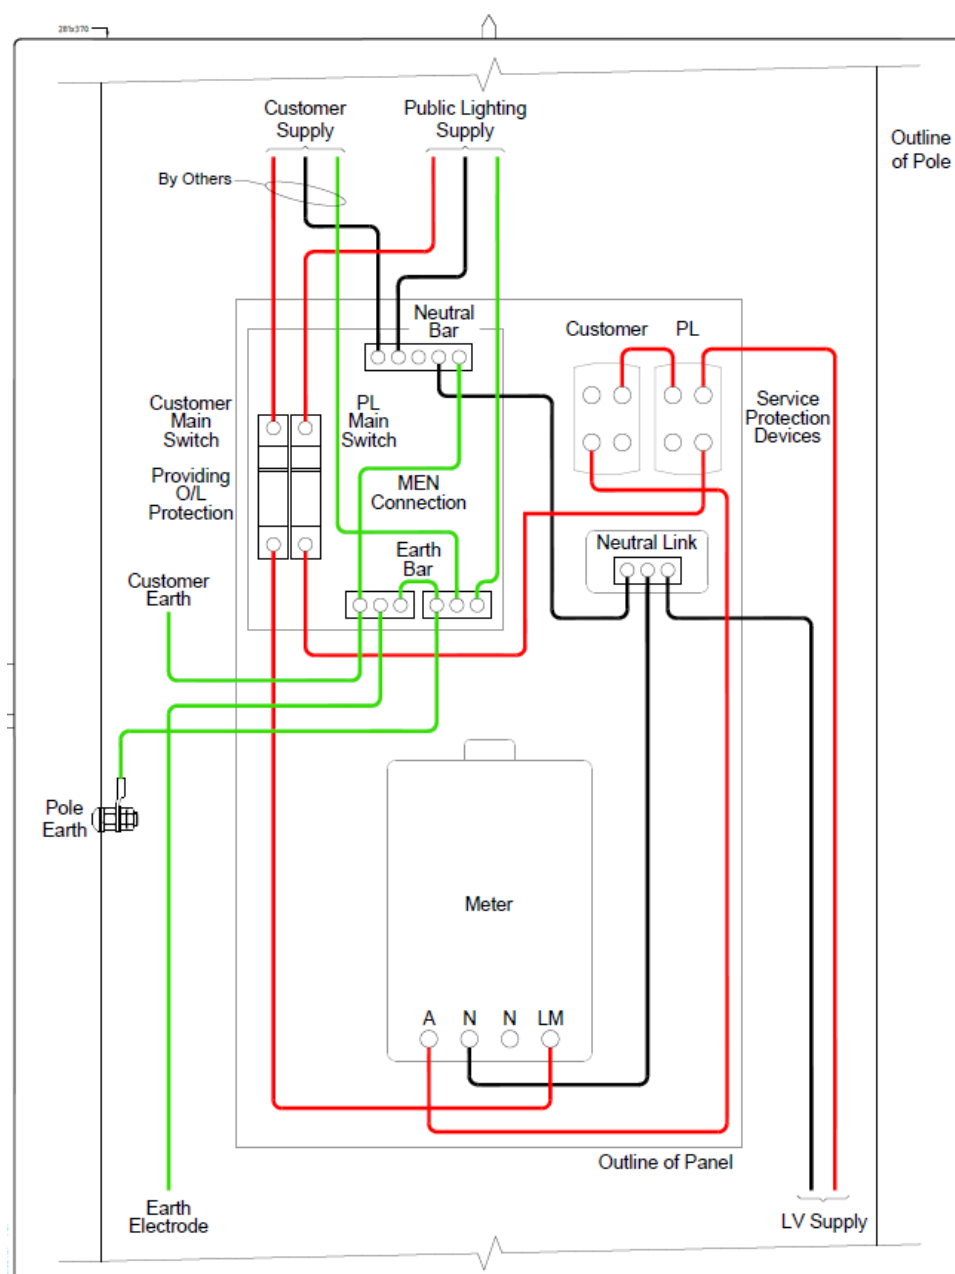 281x370
Customer
Supply
Public Lighting
Supply
Outline
of Pole
By Others
Neutral
Bar
Customer
PL
Customer
Main
Switch
PL
Main
Switch
Service
Protection
Devices
Providing
O/L
Protection
MEN
Connection
Neutral Link
Earth
Bar
Customer
Earth
Pole
Earth
Meter
A N N LM
Outline of Panel
Earth
Electrode
LV Supply